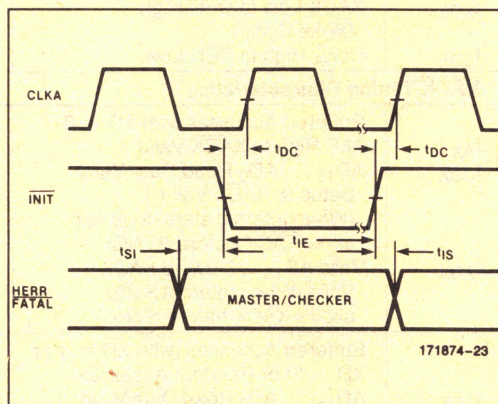 CLKA
tDC
tDC
INIT
tIE
tSI
tIS
HERR
FATAL
MASTER/CHECKER
171874-23